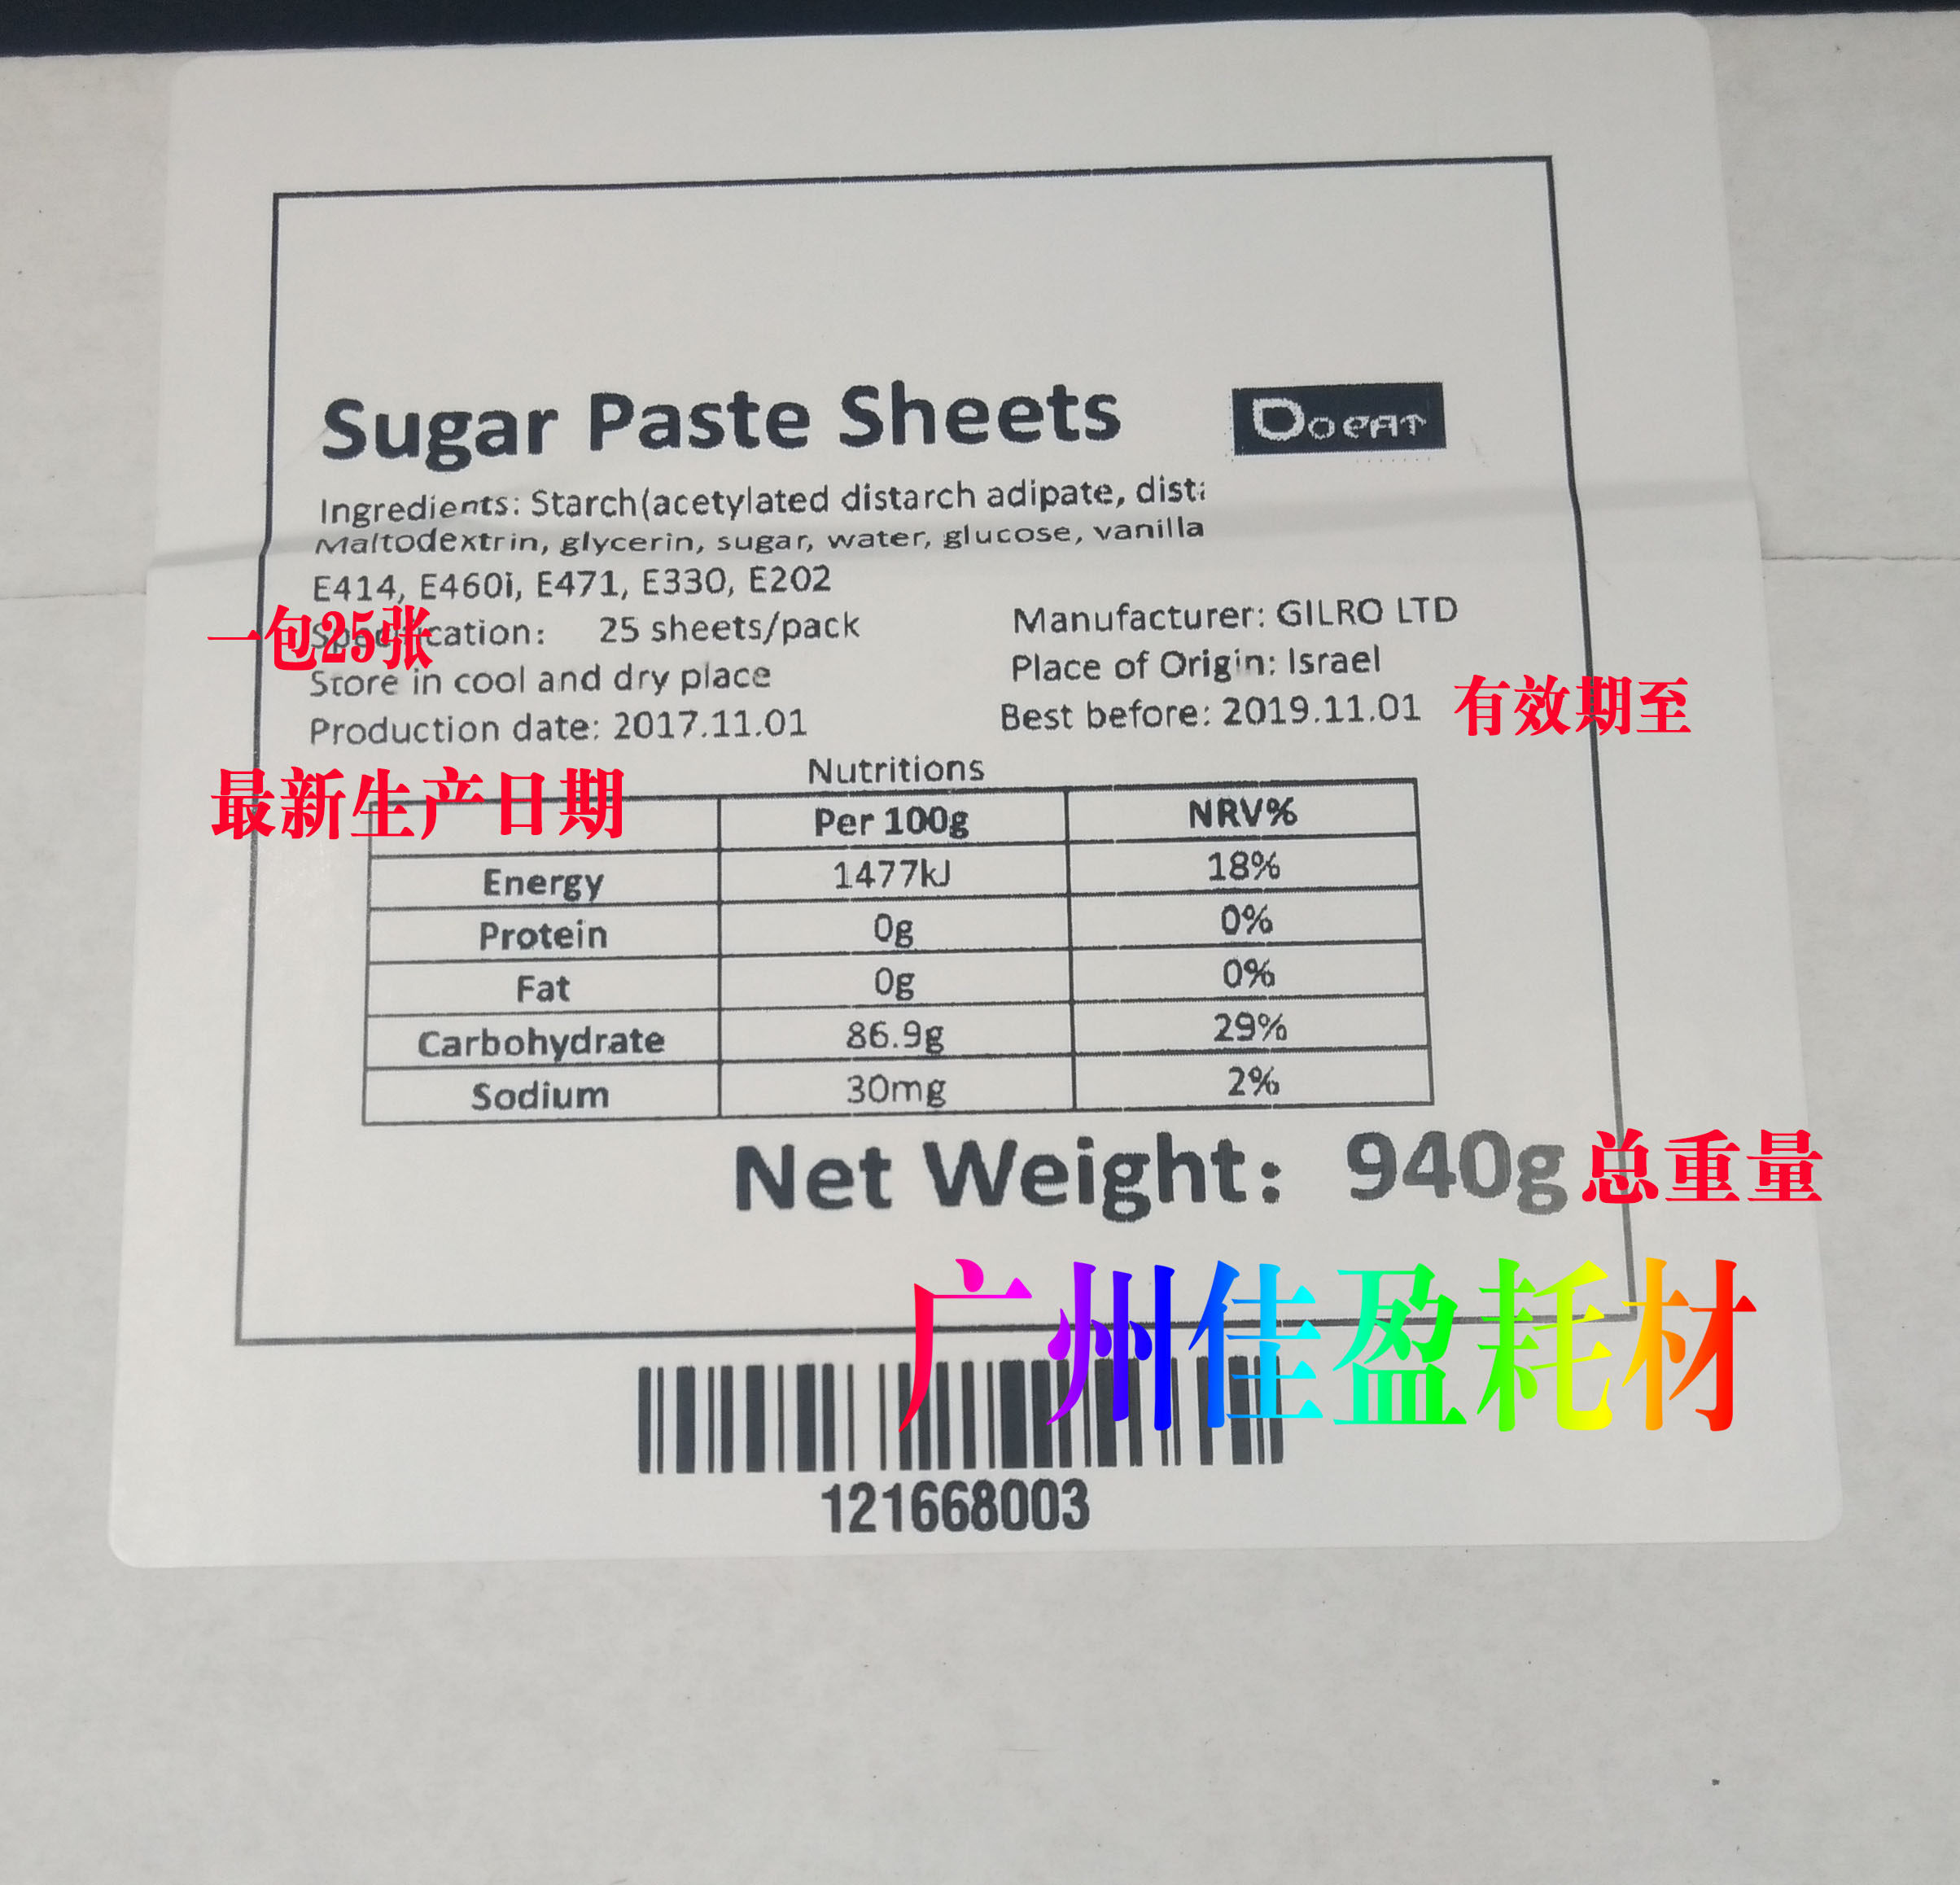 Sugar Paste Sheets
Doeat
Ingredients: Starch(acetylated distarch adipate,
Maltodextrin, glycerin, sugar, water, glucose, vanilla
E414, E460i, E471, E330, E202
一包25张
Specification: 25 sheets/pack
Manufacturer: GILRO LTD
Store in cool and dry place
Place of Origin: Israel
Production date: 2017.11.01
Best before: 2019.11.01 有效期至
最新生产日期
Nutritions
Per 100g NRV%
Energy 1477kJ 18%
Protein 0g 0%
Fat 0g 0%
Carbohydrate 86.9g 29%
Sodium 30mg 2%
Net Weight: 940g 总重量
广州佳盈耗材
121668003